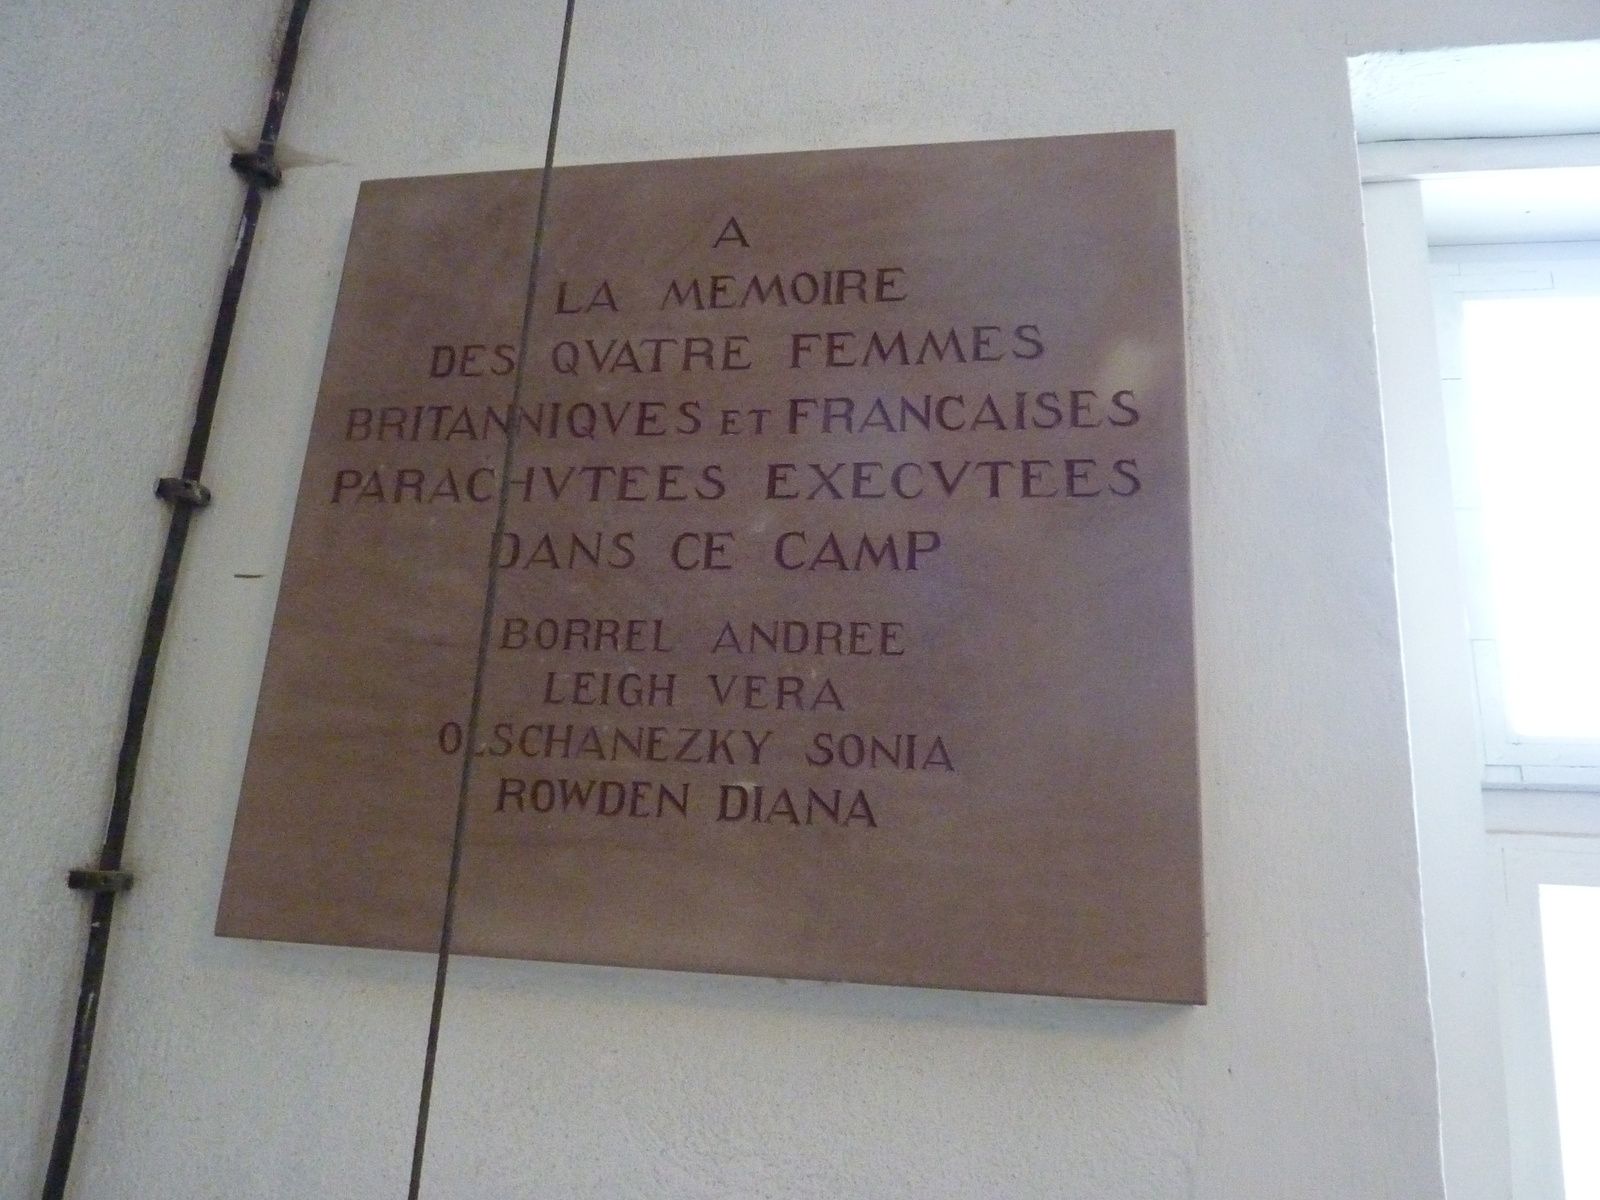 A
LA MEMOIRE
DES QVATRE FEMMES
BRITANNIQVES ET FRANCAISES
PARACHVTEES EXECVTEES
DANS CE CAMP
BORREL ANDREE
LEIGH VERA
OLSCHANEZKY SONIA
ROWDEN DIANA